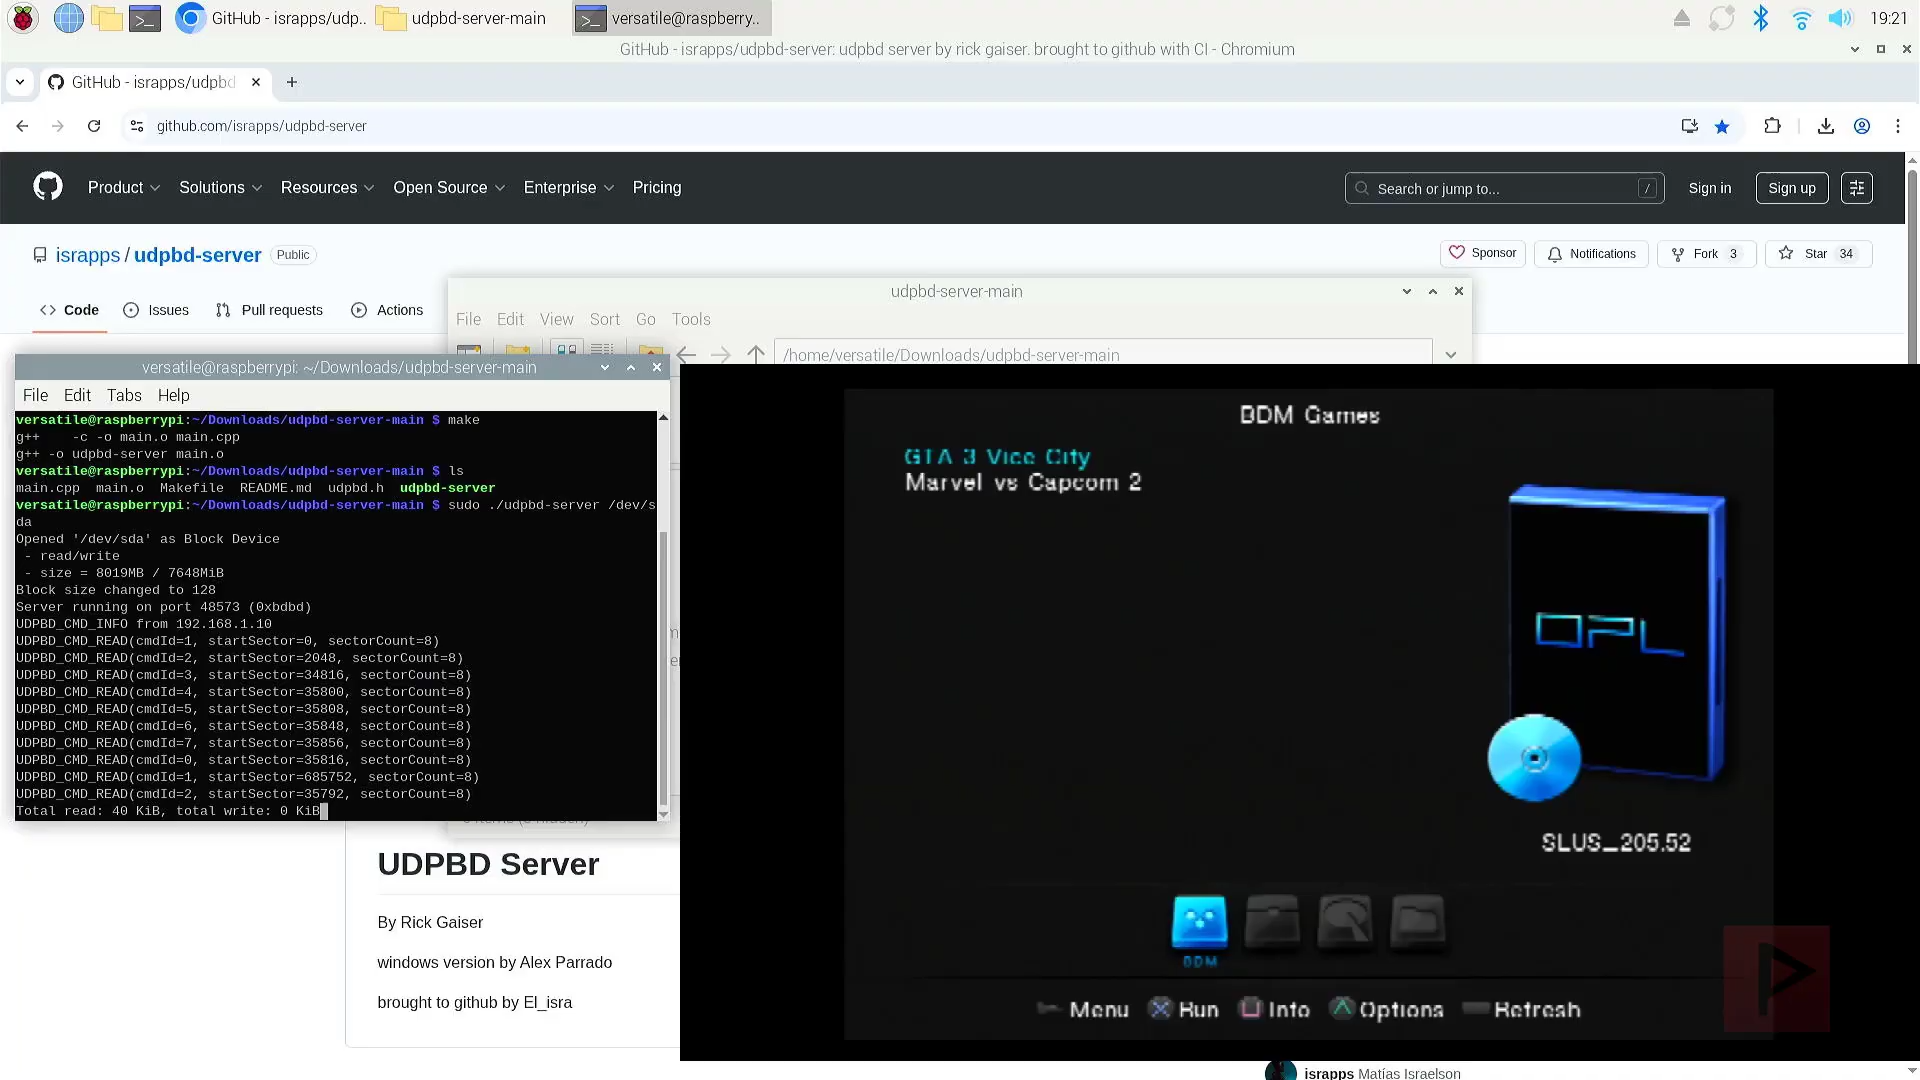 GitHub - israpps/udp..
udpbd-server-main
versatile@raspberry..
19:21
GitHub - israpps/udpbd-server: udpbd server by rick gaiser. brought to github with CI - Chromium
GitHub - israpps/udpbd
github.com/israpps/udpbd-server
Product
Solutions
Resources
Open Source
Enterprise
Pricing
Search or jump to...
/
Sign in
Sign up
israpps / udpbd-server
Public
Sponsor
Notifications
Fork 3
Star 34
Code
Issues
Pull requests
Actions
udpbd-server-main
File Edit View Sort Go Tools
/home/versatile/Downloads/udpbd-server-main
versatile@raspberrypi: ~/Downloads/udpbd-server-main
File Edit Tabs Help
versatile@raspberrypi:~/Downloads/udpbd-server-main $ make
g++    -c -o main.o main.cpp
g++ -o udpbd-server main.o
versatile@raspberrypi:~/Downloads/udpbd-server-main $ ls
main.cpp  main.o  Makefile  README.md  udpbd.h  udpbd-server
versatile@raspberrypi:~/Downloads/udpbd-server-main $ sudo ./udpbd-server /dev/s
da
Opened '/dev/sda' as Block Device
- read/write
- size = 8019MB / 7648MiB
Block size changed to 128
Server running on port 48573 (0xbdbd)
UDPBD_CMD_INFO from 192.168.1.10
UDPBD_CMD_READ(cmdId=1, startSector=0, sectorCount=8)
UDPBD_CMD_READ(cmdId=2, startSector=2048, sectorCount=8)
UDPBD_CMD_READ(cmdId=3, startSector=34816, sectorCount=8)
UDPBD_CMD_READ(cmdId=4, startSector=35800, sectorCount=8)
UDPBD_CMD_READ(cmdId=5, startSector=35808, sectorCount=8)
UDPBD_CMD_READ(cmdId=6, startSector=35848, sectorCount=8)
UDPBD_CMD_READ(cmdId=7, startSector=35856, sectorCount=8)
UDPBD_CMD_READ(cmdId=0, startSector=35816, sectorCount=8)
UDPBD_CMD_READ(cmdId=1, startSector=685752, sectorCount=8)
UDPBD_CMD_READ(cmdId=2, startSector=35792, sectorCount=8)
Total read: 40 KiB, total write: 0 KiB
UDPBD Server
By Rick Gaiser
windows version by Alex Parrado
brought to github by El_isra
BDM Games
GTA 3 Vice City
Marvel vs Capcom 2
OPL
SLUS_205.52
BDM
Menu
Run
Info
Options
Refresh
israpps Matías Israelson